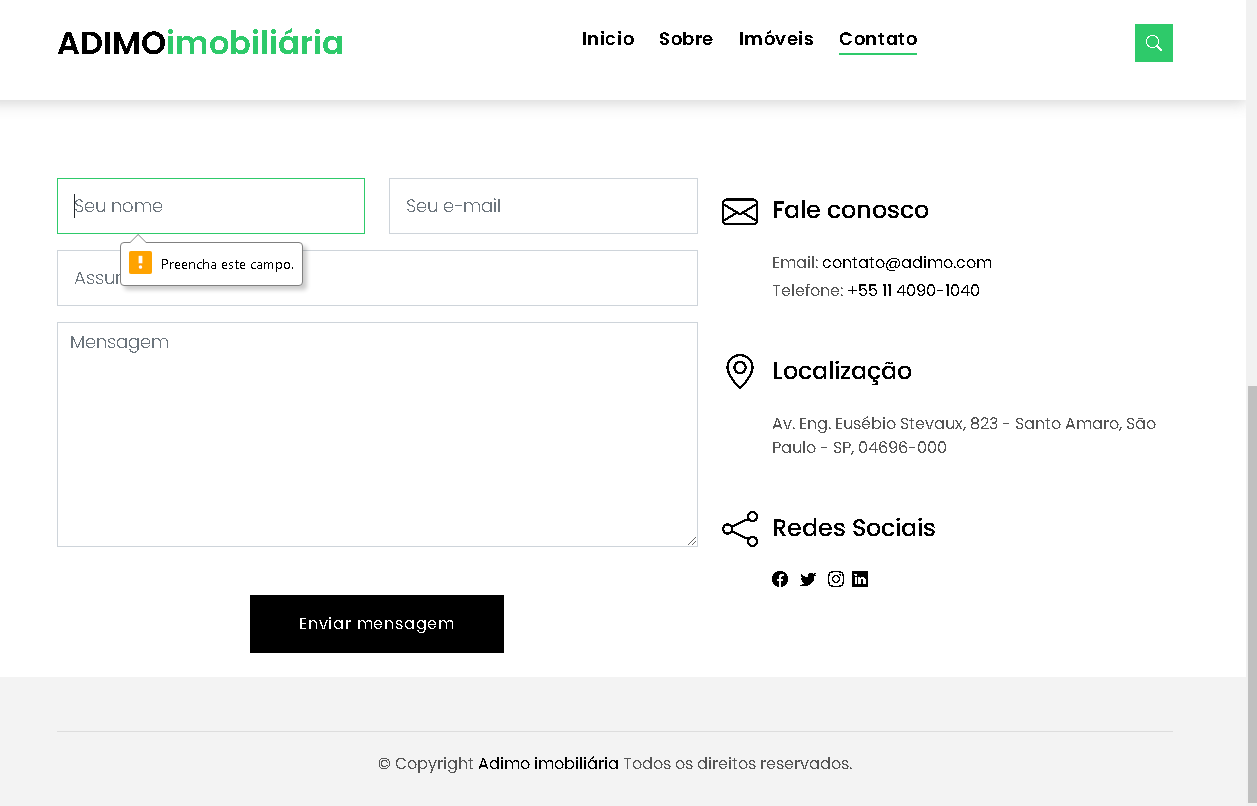 ADIMOimobiliária
Inicio Sobre Imóveis Contato
Seu nome
Seu e-mail
Preencha este campo.
Mensagem
Enviar mensagem
Fale conosco
Email: contato@adimo.com
Telefone: +55 11 4090-1040
Localização
Av. Eng. Eusébio Stevaux, 823 - Santo Amaro, São
Paulo - SP, 04696-000
Redes Sociais
© Copyright Adimo imobiliária Todos os direitos reservados.